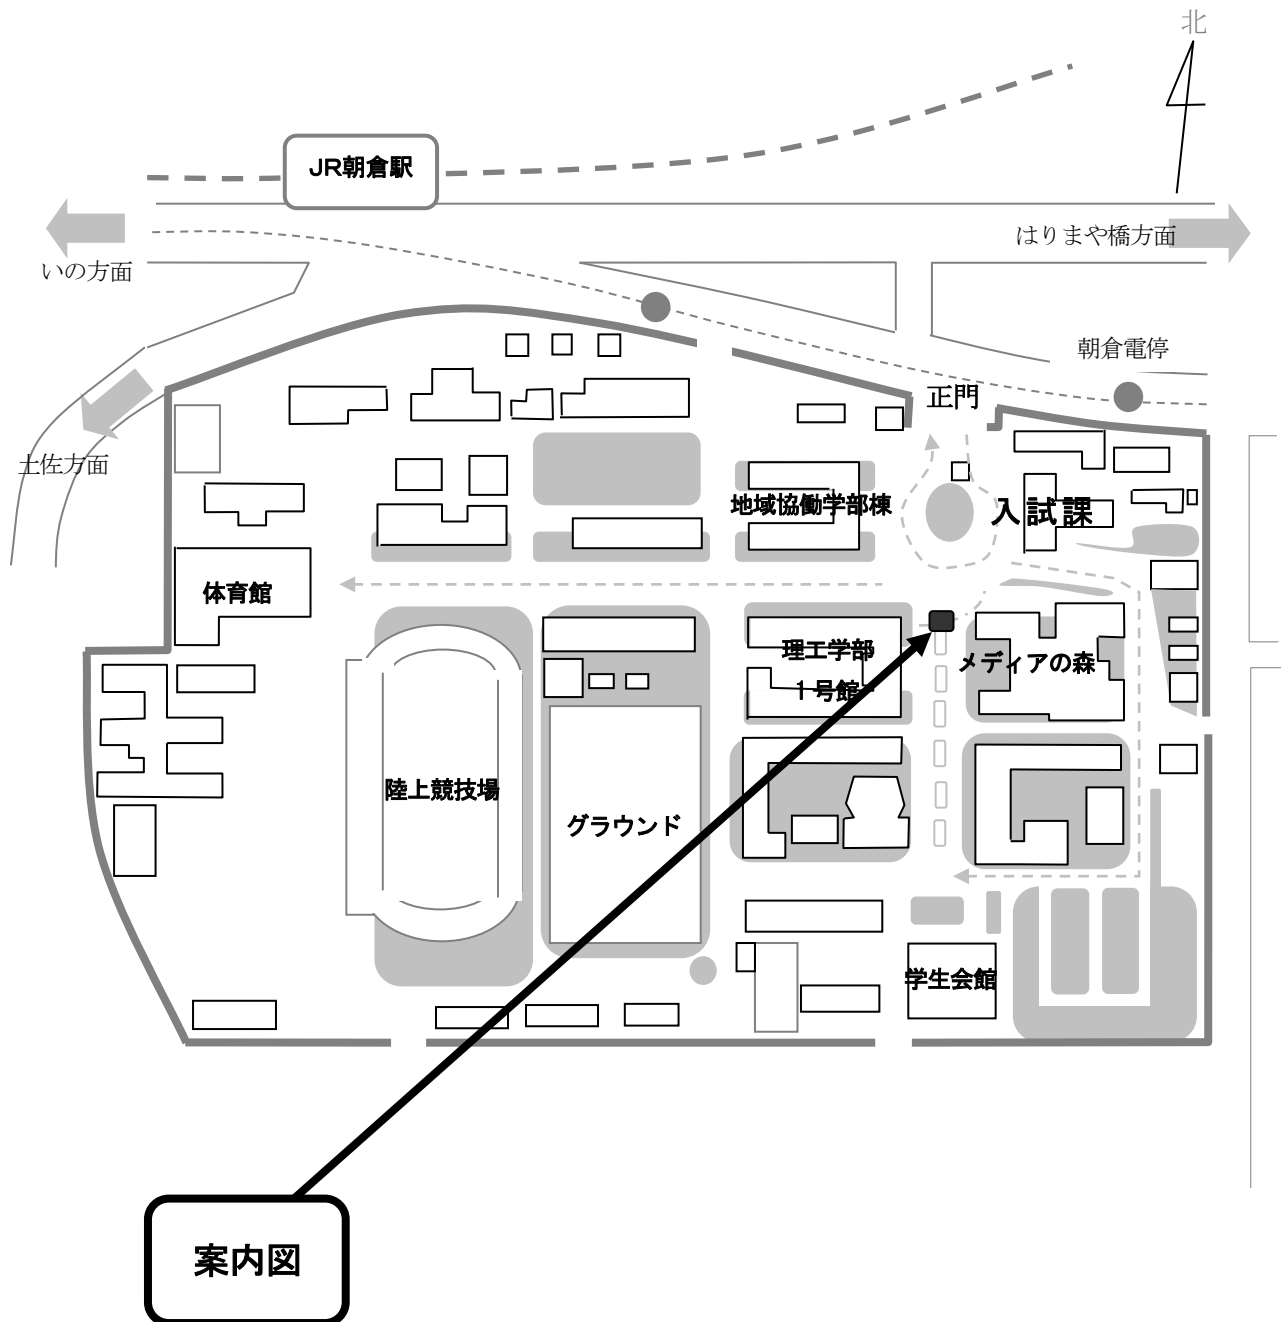 北
JR朝倉駅
はりまや橋方面
いの方面
朝倉電停
正門
土佐方面
地域協働学部棟
入試課
体育館
理工学部
1号館
メディアの森
陸上競技場
グラウンド
学生会館
案内図